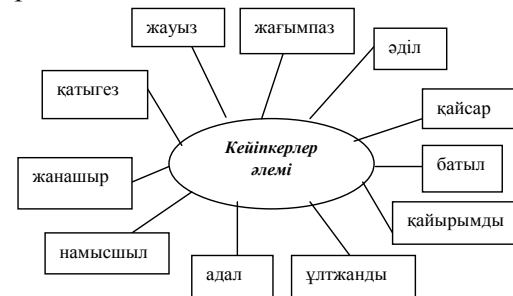 жауыз
жағымпаз
әділ
қатыгез
қайсар
Кейіпкерлер
әлемі
батыл
жанашыр
қайырымды
намысшыл
адал
ұлтжанды